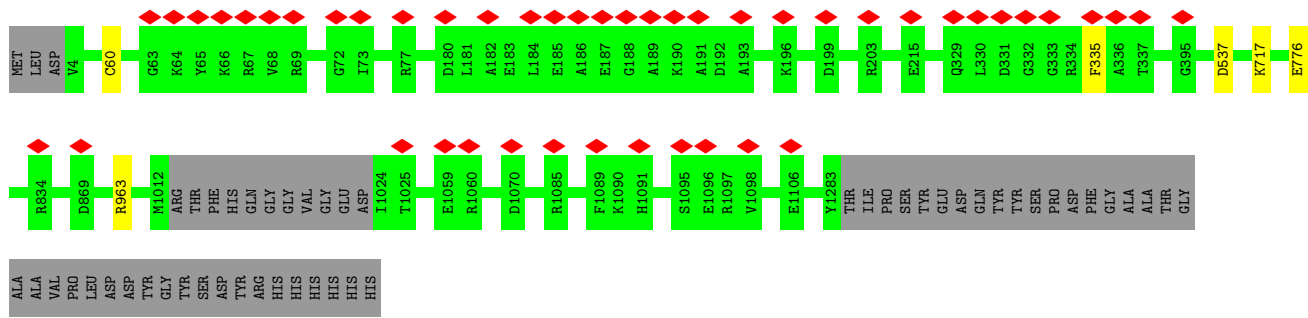 MET LEU ASP V4 C60 G63 K64 Y65 K66 R67 V68 R69 G72 I73 R77 D180 L181 A182 E183 L184 E185 A186 E187 G188 A189 K190 A191 D192 A193 K196 D199 R203 E215 Q329 L330 D331 G332 G333 R334 F335 A336 T337 G395 D537 K717 E776
R834 D869 R963 M1012 ARG THR PHE HIS GLN GLY GLY VAL GLY GLU ASP I1024 T1025 E1059 R1060 D1070 R1085 F1089 K1090 H1091 S1095 E1096 R1097 V1098 E1106 Y1283 THR ILE PRO SER TYR GLU ASP GLN TYR TYR SER PRO ASP PHE GLY ALA ALA THR GLY
ALA ALA VAL PRO LEU ASP ASP TYR GLY TYR SER ASP TYR ARG HIS HIS HIS HIS HIS HIS